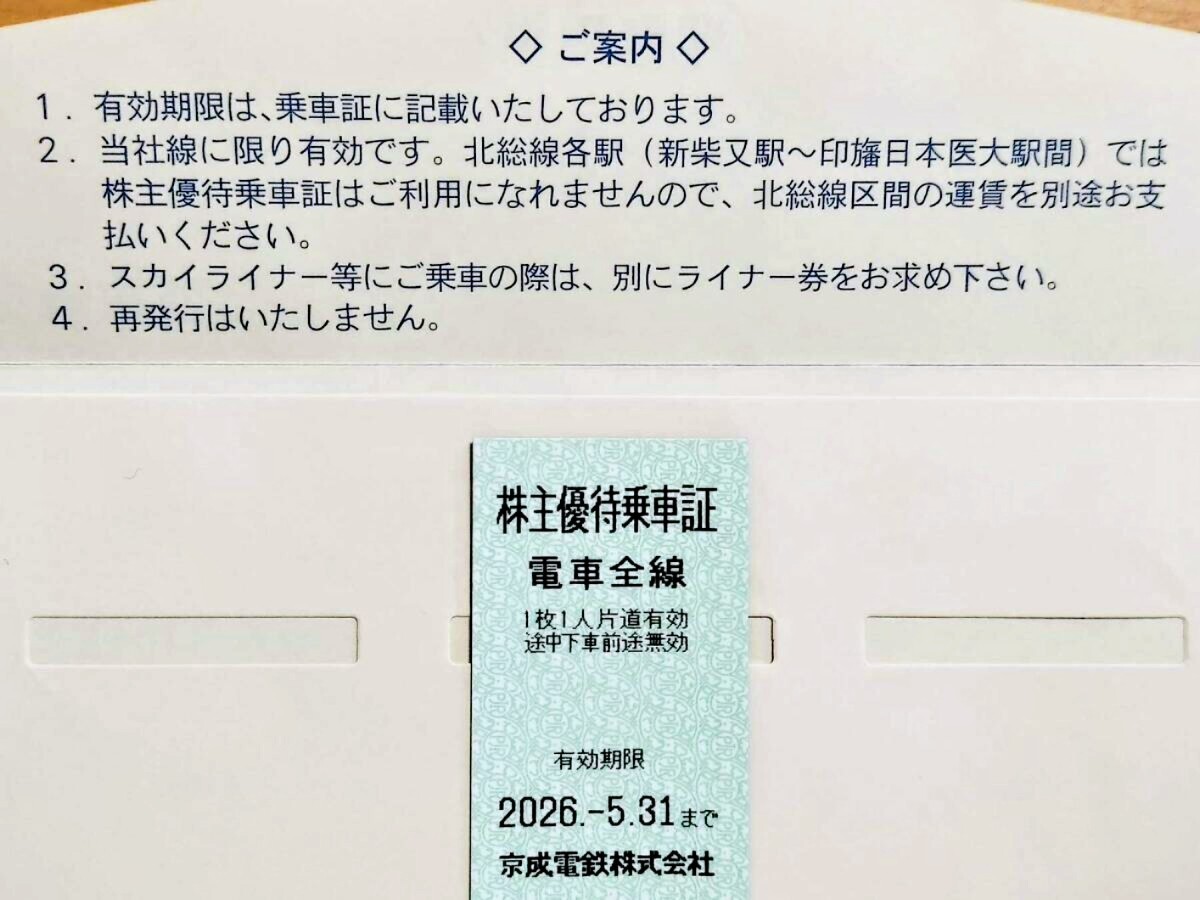 ◇ ご案内 ◇
1. 有効期限は、乗車証に記載いたしております。
2. 当社線に限り有効です。北総線各駅（新柴又駅～印旛日本医大駅間）では
株主優待乗車証はご利用になれませんので、北総線区間の運賃を別途お支
払いください。
3. スカイライナー等にご乗車の際は、別にライナー券をお求め下さい。
4. 再発行はいたしません。
株主優待乗車証
電車全線
1枚1人片道有効
途中下車前途無効
有効期限
2026.-5.31まで
京成電鉄株式会社